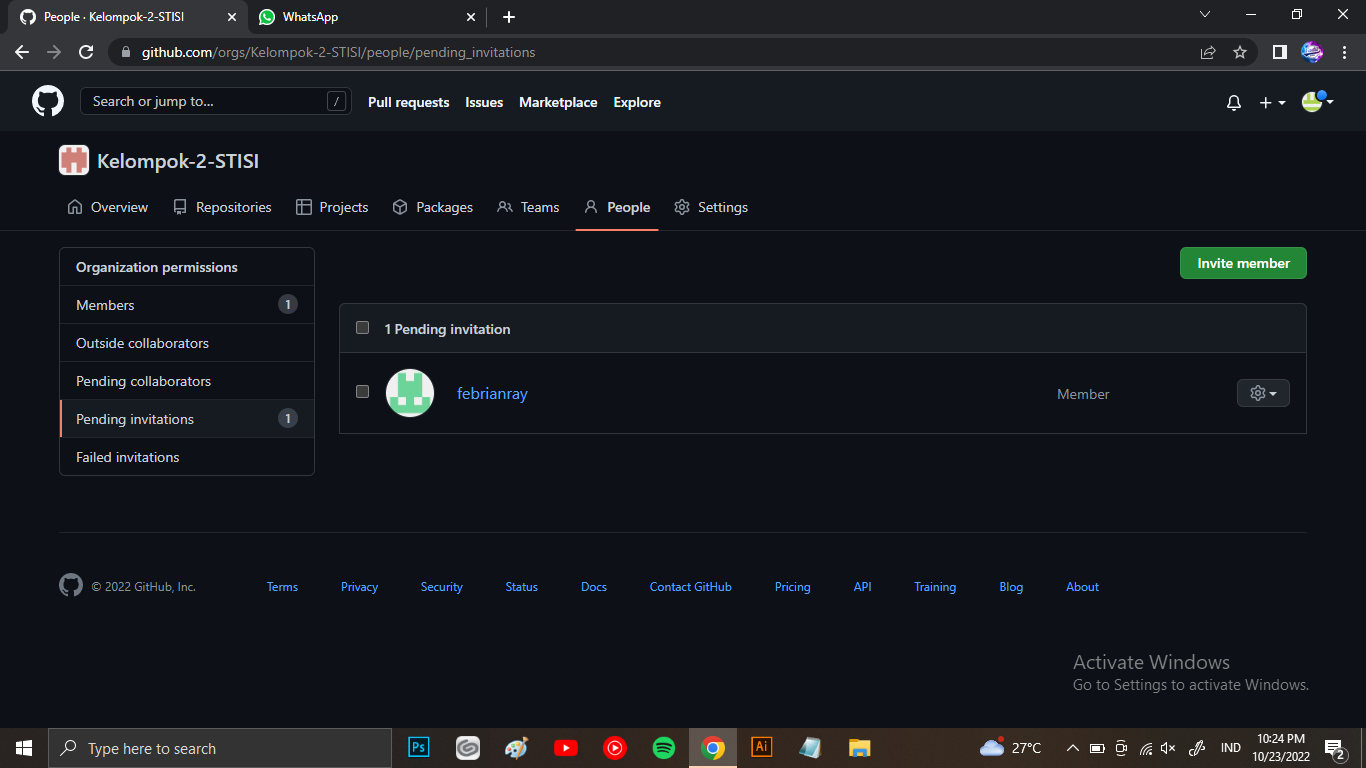 People · Kelompok-2-STISI
WhatsApp
github.com/orgs/Kelompok-2-STISI/people/pending_invitations
Search or jump to...
/
Pull requests
Issues
Marketplace
Explore
Kelompok-2-STISI
Overview
Repositories
Projects
Packages
Teams
People
Settings
Organization permissions
Members
1
Outside collaborators
Pending collaborators
Pending invitations
1
Failed invitations
Invite member
1 Pending invitation
febrianray
Member
© 2022 GitHub, Inc.
Terms
Privacy
Security
Status
Docs
Contact GitHub
Pricing
API
Training
Blog
About
Activate Windows
Go to Settings to activate Windows.
Type here to search
Ps
Ai
27°C
IND
10:24 PM
10/23/2022
2